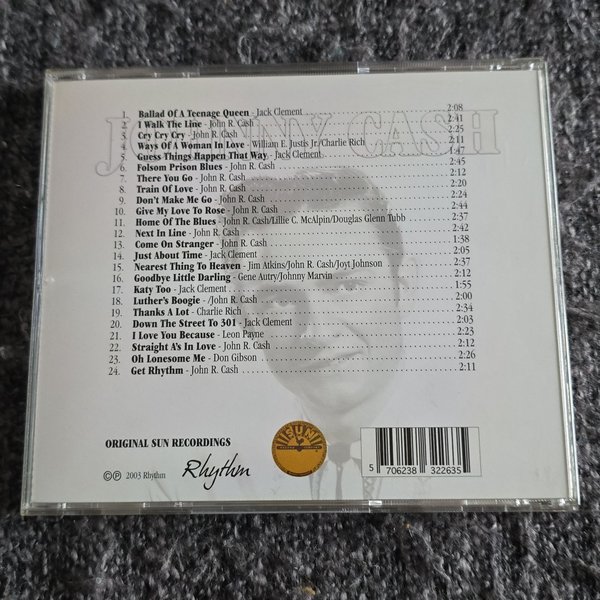 JOHNNY CASH
1. Ballad Of A Teenage Queen - Jack Clement 2:08
2. I Walk The Line - John R. Cash 2:41
3. Cry Cry Cry - John R. Cash 2:25
4. Ways Of A Woman In Love - William E. Justis Jr./Charlie Rich 2:11
5. Guess Things Happen That Way - Jack Clement 1:47
6. Folsom Prison Blues - John R. Cash 2:45
7. There You Go - John R. Cash 2:12
8. Train Of Love - John R. Cash 2:20
9. Don't Make Me Go - John R. Cash 2:24
10. Give My Love To Rose - John R. Cash 2:44
11. Home Of The Blues - John R. Cash/Lillie C. McAlpin/Douglas Glenn Tubb 2:37
12. Next In Line - John R. Cash 2:42
13. Come On Stranger - John R. Cash 1:38
14. Just About Time - Jack Clement 2:05
15. Nearest Thing To Heaven - Jim Atkins/John R. Cash/Joyt Johnson 2:37
16. Goodbye Little Darling - Gene Autry/Johnny Marvin 2:12
17. Katy Too - Jack Clement 1:55
18. Luther's Boogie - /John R. Cash 2:00
19. Thanks A Lot - Charlie Rich 2:34
20. Down The Street To 301 - Jack Clement 2:03
21. I Love You Because - Leon Payne 2:23
22. Straight A's In Love - John R. Cash 2:12
23. Oh Lonesome Me - Don Gibson 2:26
24. Get Rhythm - John R. Cash 2:11
ORIGINAL SUN RECORDINGS
©℗ 2003 Rhythm
Rhythm
SUN
5 706238 322635